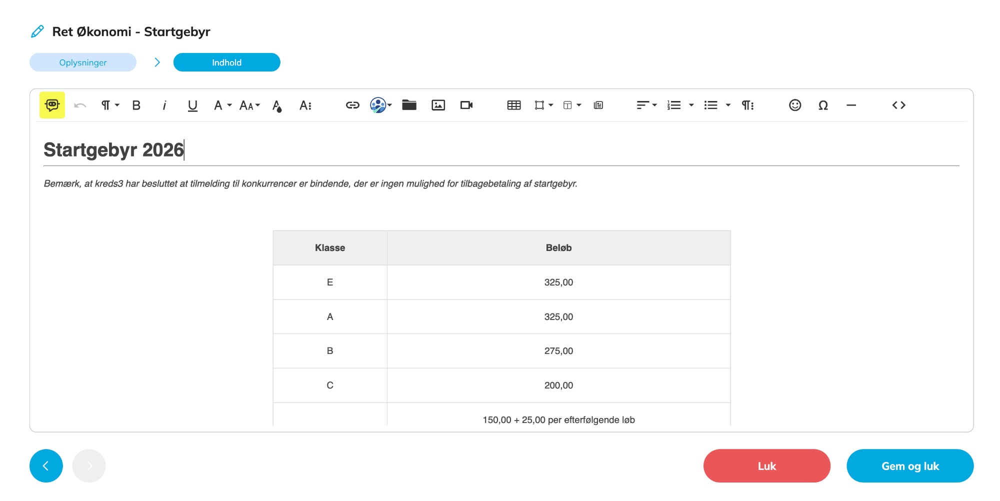 Ret Økonomi - Startgebyr
Oplysninger
Indhold
Startgebyr 2026
Bemærk, at kreds3 har besluttet at tilmelding til konkurrencer er bindende, der er ingen mulighed for tilbagebetaling af startgebyr.
Klasse Beløb
E 325,00
A 325,00
B 275,00
C 200,00
150,00 + 25,00 per efterfølgende løb
Luk
Gem og luk